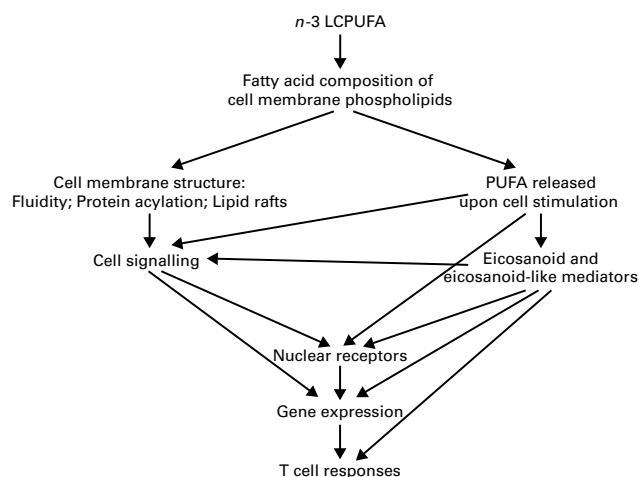 n-3 LCPUFA
Fatty acid composition of
cell membrane phospholipids
Cell membrane structure:
Fluidity; Protein acylation; Lipid rafts
PUFA released
upon cell stimulation
Cell signalling
Eicosanoid and
eicosanoid-like mediators
Nuclear receptors
Gene expression
T cell responses